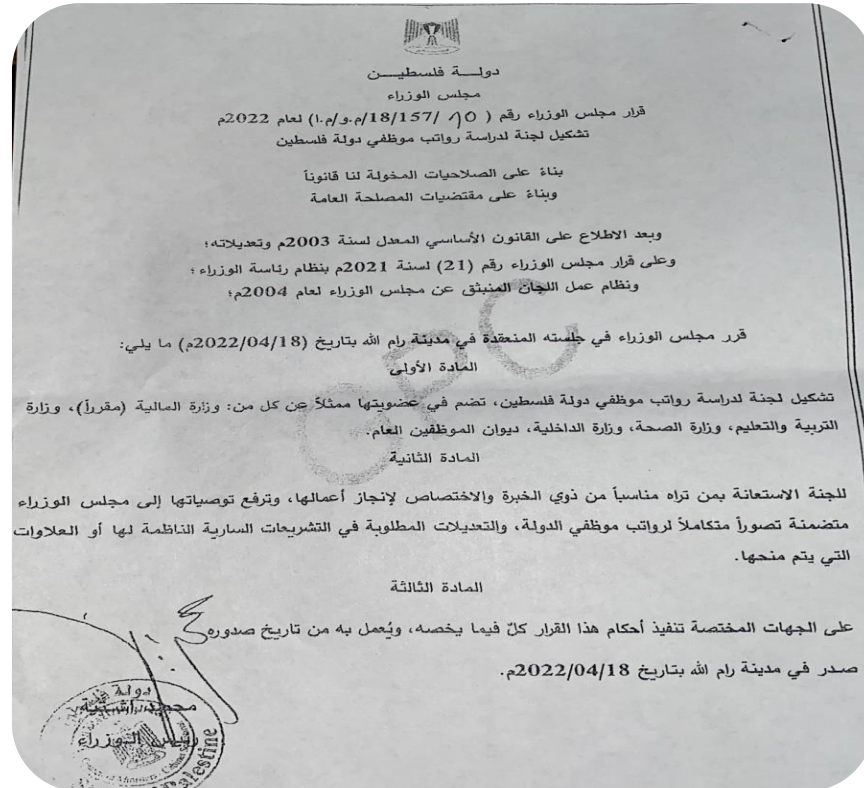 دولـــة فلسطيـــن
مجلس الوزراء
قرار مجلس الوزراء رقم ( 10 /18/157/م.و/م.ا) لعام 2022م
تشكيل لجنة لدراسة رواتب موظفي دولة فلسطين
بناءً على الصلاحيات المخولة لنا قانوناً
وبناءً على مقتضيات المصلحة العامة
وبعد الاطلاع على القانون الأساسي المعدل لسنة 2003م وتعديلاته؛
وعلى قرار مجلس الوزراء رقم (21) لسنة 2021م بنظام رئاسة الوزراء؛
ونظام عمل اللجان المنبثق عن مجلس الوزراء لعام 2004م؛
قرر مجلس الوزراء في جلسته المنعقدة في مدينة رام الله بتاريخ (2022/04/18م) ما يلي:
المادة الأولى
تشكيل لجنة لدراسة رواتب موظفي دولة فلسطين، تضم في عضويتها ممثلاً عن كل من: وزارة المالية (مقرراً)، وزارة
التربية والتعليم، وزارة الصحة، وزارة الداخلية، ديوان الموظفين العام.
المادة الثانية
للجنة الاستعانة بمن تراه مناسباً من ذوي الخبرة والاختصاص لإنجاز أعمالها، وترفع توصياتها إلى مجلس الوزراء
متضمنة تصوراً متكاملاً لرواتب موظفي الدولة، والتعديلات المطلوبة في التشريعات السارية الناظمة لها أو العلاوات
التي يتم منحها.
المادة الثالثة
على الجهات المختصة تنفيذ أحكام هذا القرار كلّ فيما يخصه، ويُعمل به من تاريخ صدوره
صدر في مدينة رام الله بتاريخ 2022/04/18م.
محمد اشتية
رئيس الوزراء
GPC
دولة
Palestine